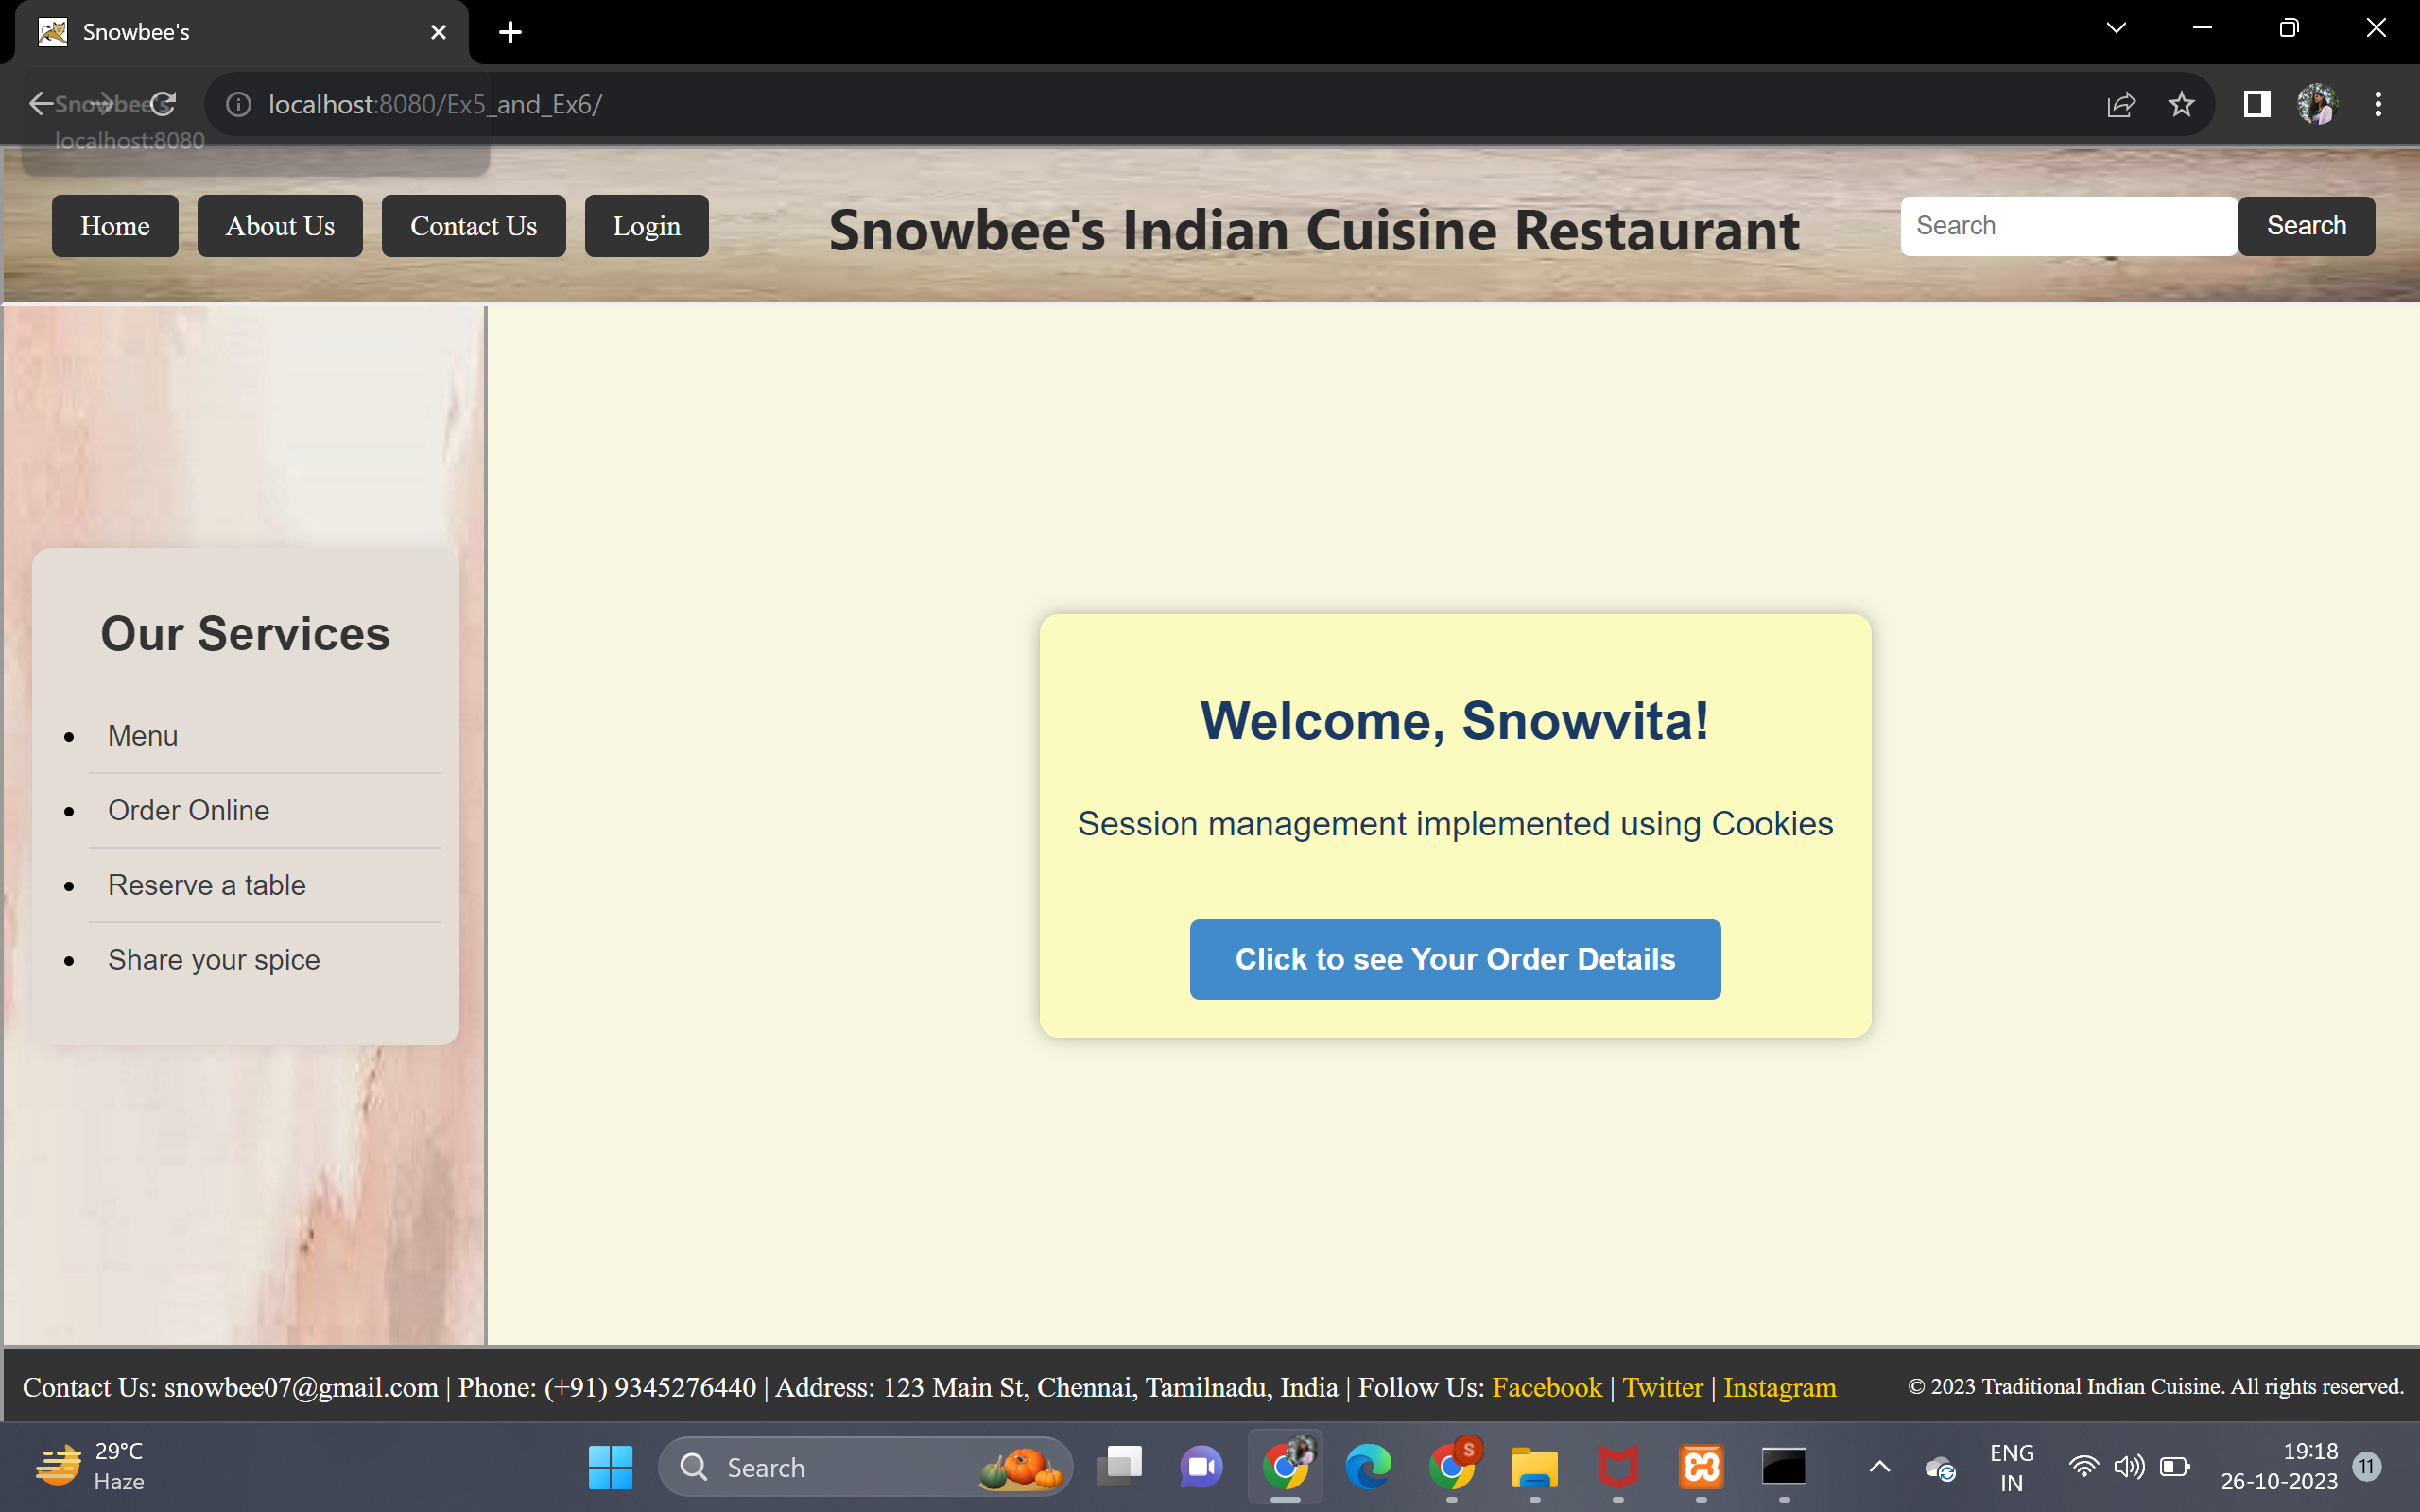 Snowbee's
localhost:8080/Ex5_and_Ex6/
Snowbee's
localhost:8080
Home About Us Contact Us Login Snowbee's Indian Cuisine Restaurant Search Search
Our Services
Menu
Order Online
Reserve a table
Share your spice
Welcome, Snowvita!
Session management implemented using Cookies
Click to see Your Order Details
Contact Us: snowbee07@gmail.com | Phone: (+91) 9345276440 | Address: 123 Main St, Chennai, Tamilnadu, India | Follow Us: Facebook | Twitter | Instagram © 2023 Traditional Indian Cuisine. All rights reserved.
29°C
Haze
Search
S
ENG
IN
19:18
26-10-2023
11